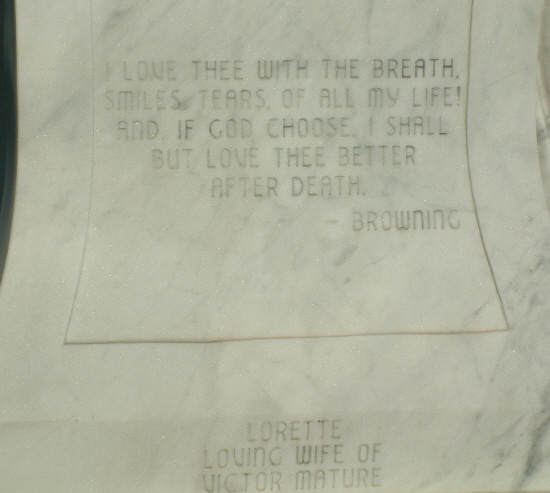 I LOVE THEE WITH THE BREATH,
SMILES, TEARS, OF ALL MY LIFE!
AND, IF GOD CHOOSE, I SHALL
BUT LOVE THEE BETTER
AFTER DEATH.
– BROWNING
LORETTE
LOVING WIFE OF
VICTOR MATURE